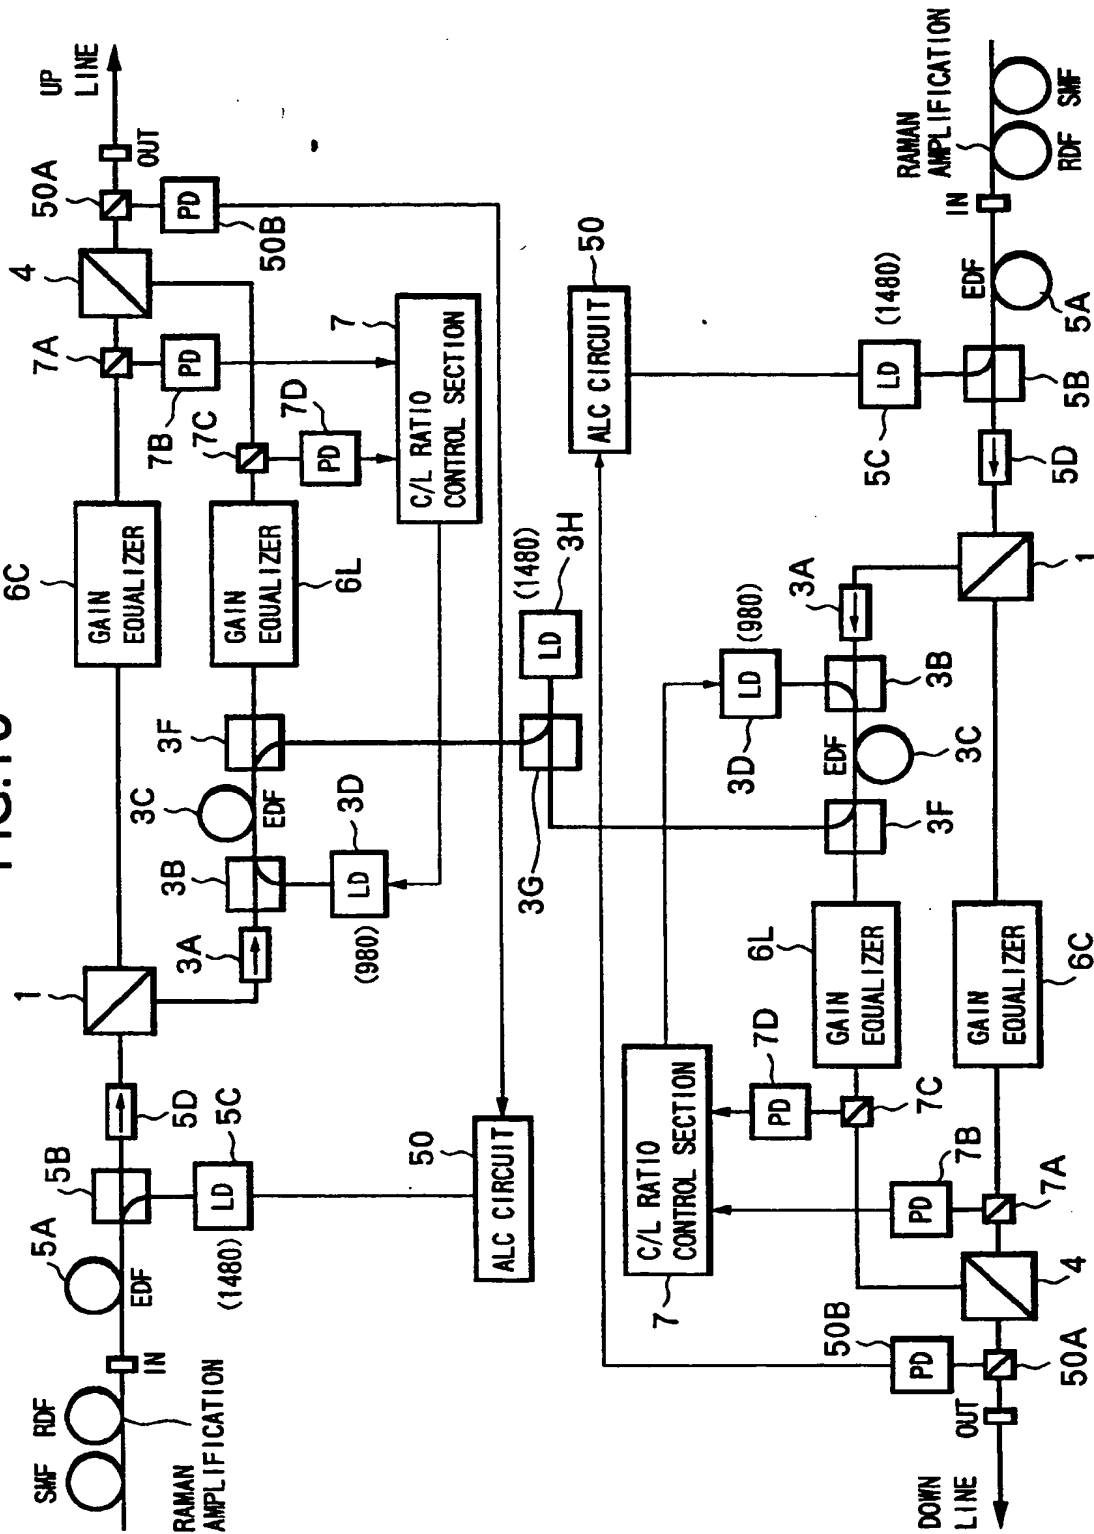 UP
LINE
SMF
RDF
RAMAN
AMPLIFICATION
IN
5A
EDF
5B
5C
LD
(1480)
5D
1
3A
3B
3C
EDF
3D
LD
(980)
3F
6C
GAIN
EQUALIZER
GAIN
EQUALIZER
6L
7A
PD
7B
7C
7D
PD
7
C/L RATIO
CONTROL SECTION
4
50A
PD
50B
OUT
50
ALC CIRCUIT
3G
LD
3H
(1480)
50
ALC CIRCUIT
RAMAN
AMPLIFICATION
SMF
RDF
IN
EDF
5A
5B
LD
(1480)
5C
5D
1
3A
3B
LD
(980)
3D
EDF
3C
3F
6L
GAIN
EQUALIZER
GAIN
EQUALIZER
6C
7D
PD
7C
7B
PD
7A
C/L RATIO
CONTROL SECTION
7
4
50B
PD
50A
OUT
DOWN
LINE